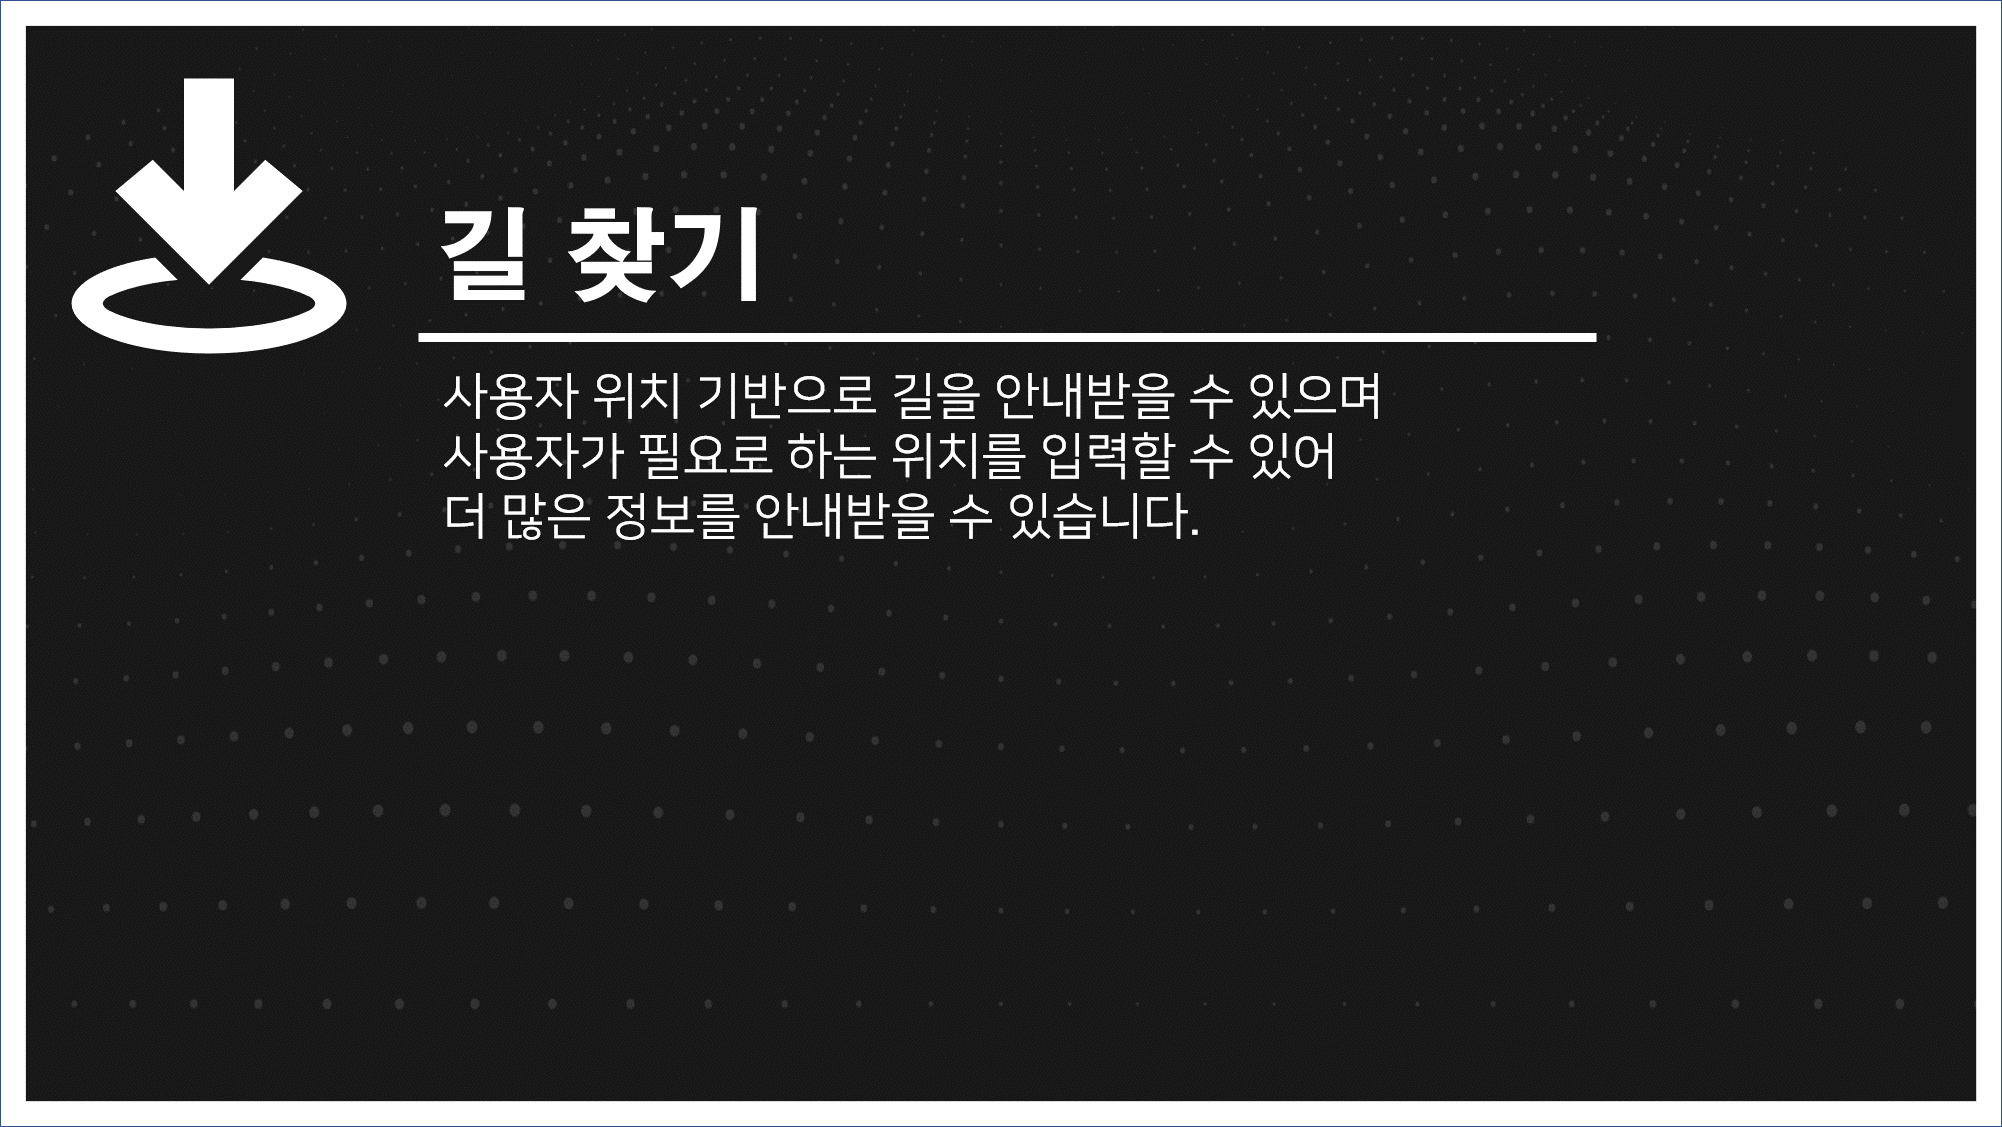 길 찾기
사용자 위치 기반으로 길을 안내받을 수 있으며
사용자가 필요로 하는 위치를 입력할 수 있어
더 많은 정보를 안내받을 수 있습니다.